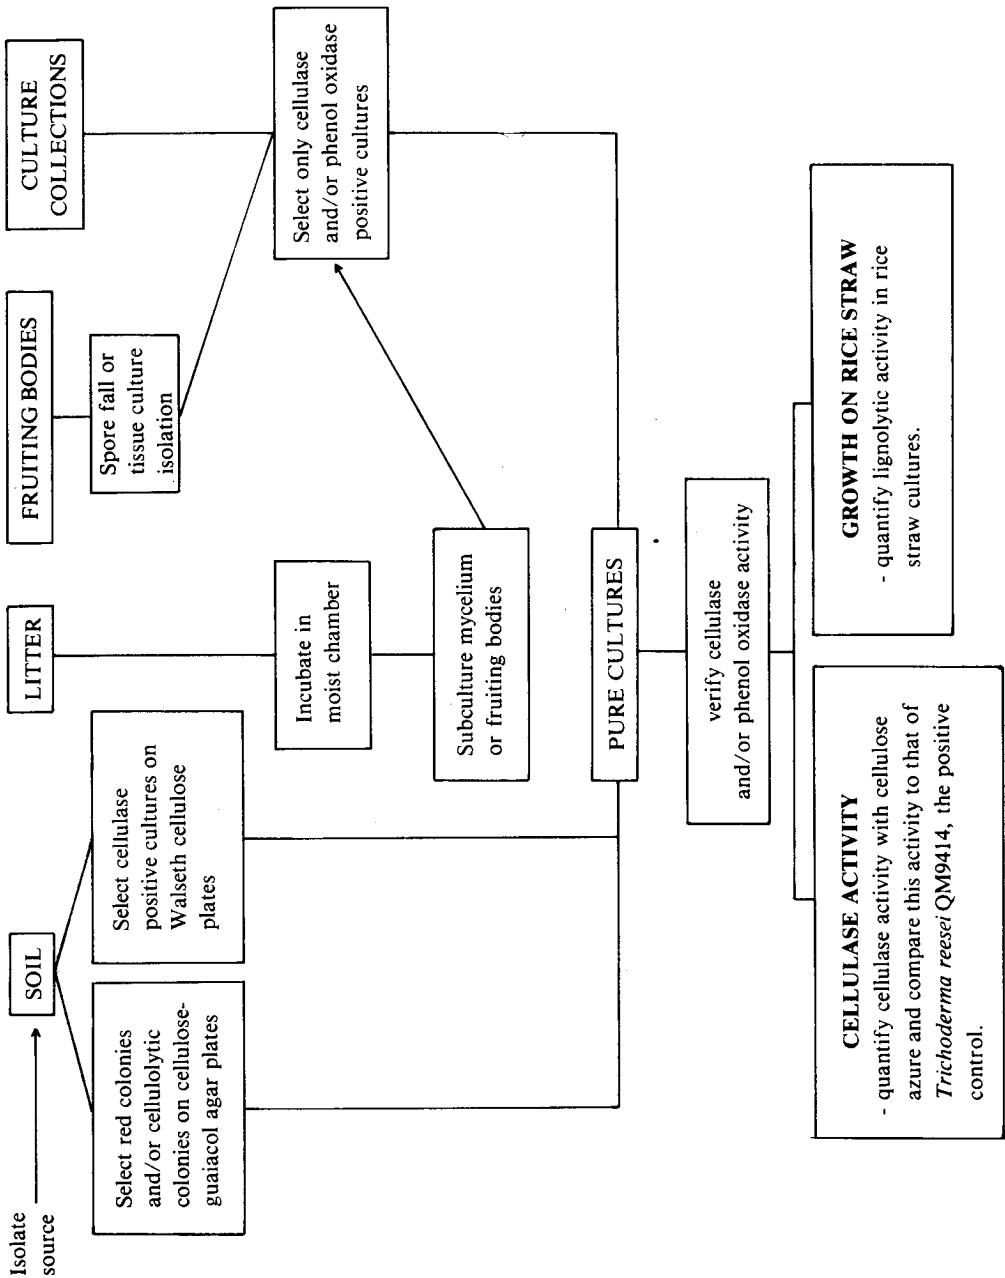 Isolate
source
SOIL
LITTER
FRUITING BODIES
CULTURE
COLLECTIONS
Select red colonies
and/or cellulolytic
colonies on cellulose-
guaiacol agar plates
Select cellulase
positive cultures on
Walseth cellulose
plates
Spore fall or
tissue culture
isolation
Incubate in
moist chamber
Select only cellulase
and/or phenol oxidase
positive cultures
Subculture mycelium
or fruiting bodies
PURE CULTURES
verify cellulase
and/or phenol oxidase activity
CELLULASE ACTIVITY
- quantify cellulase activity with cellulose
azure and compare this activity to that of
Trichoderma reesei QM9414, the positive
control.
GROWTH ON RICE STRAW
- quantify lignolytic activity in rice
straw cultures.